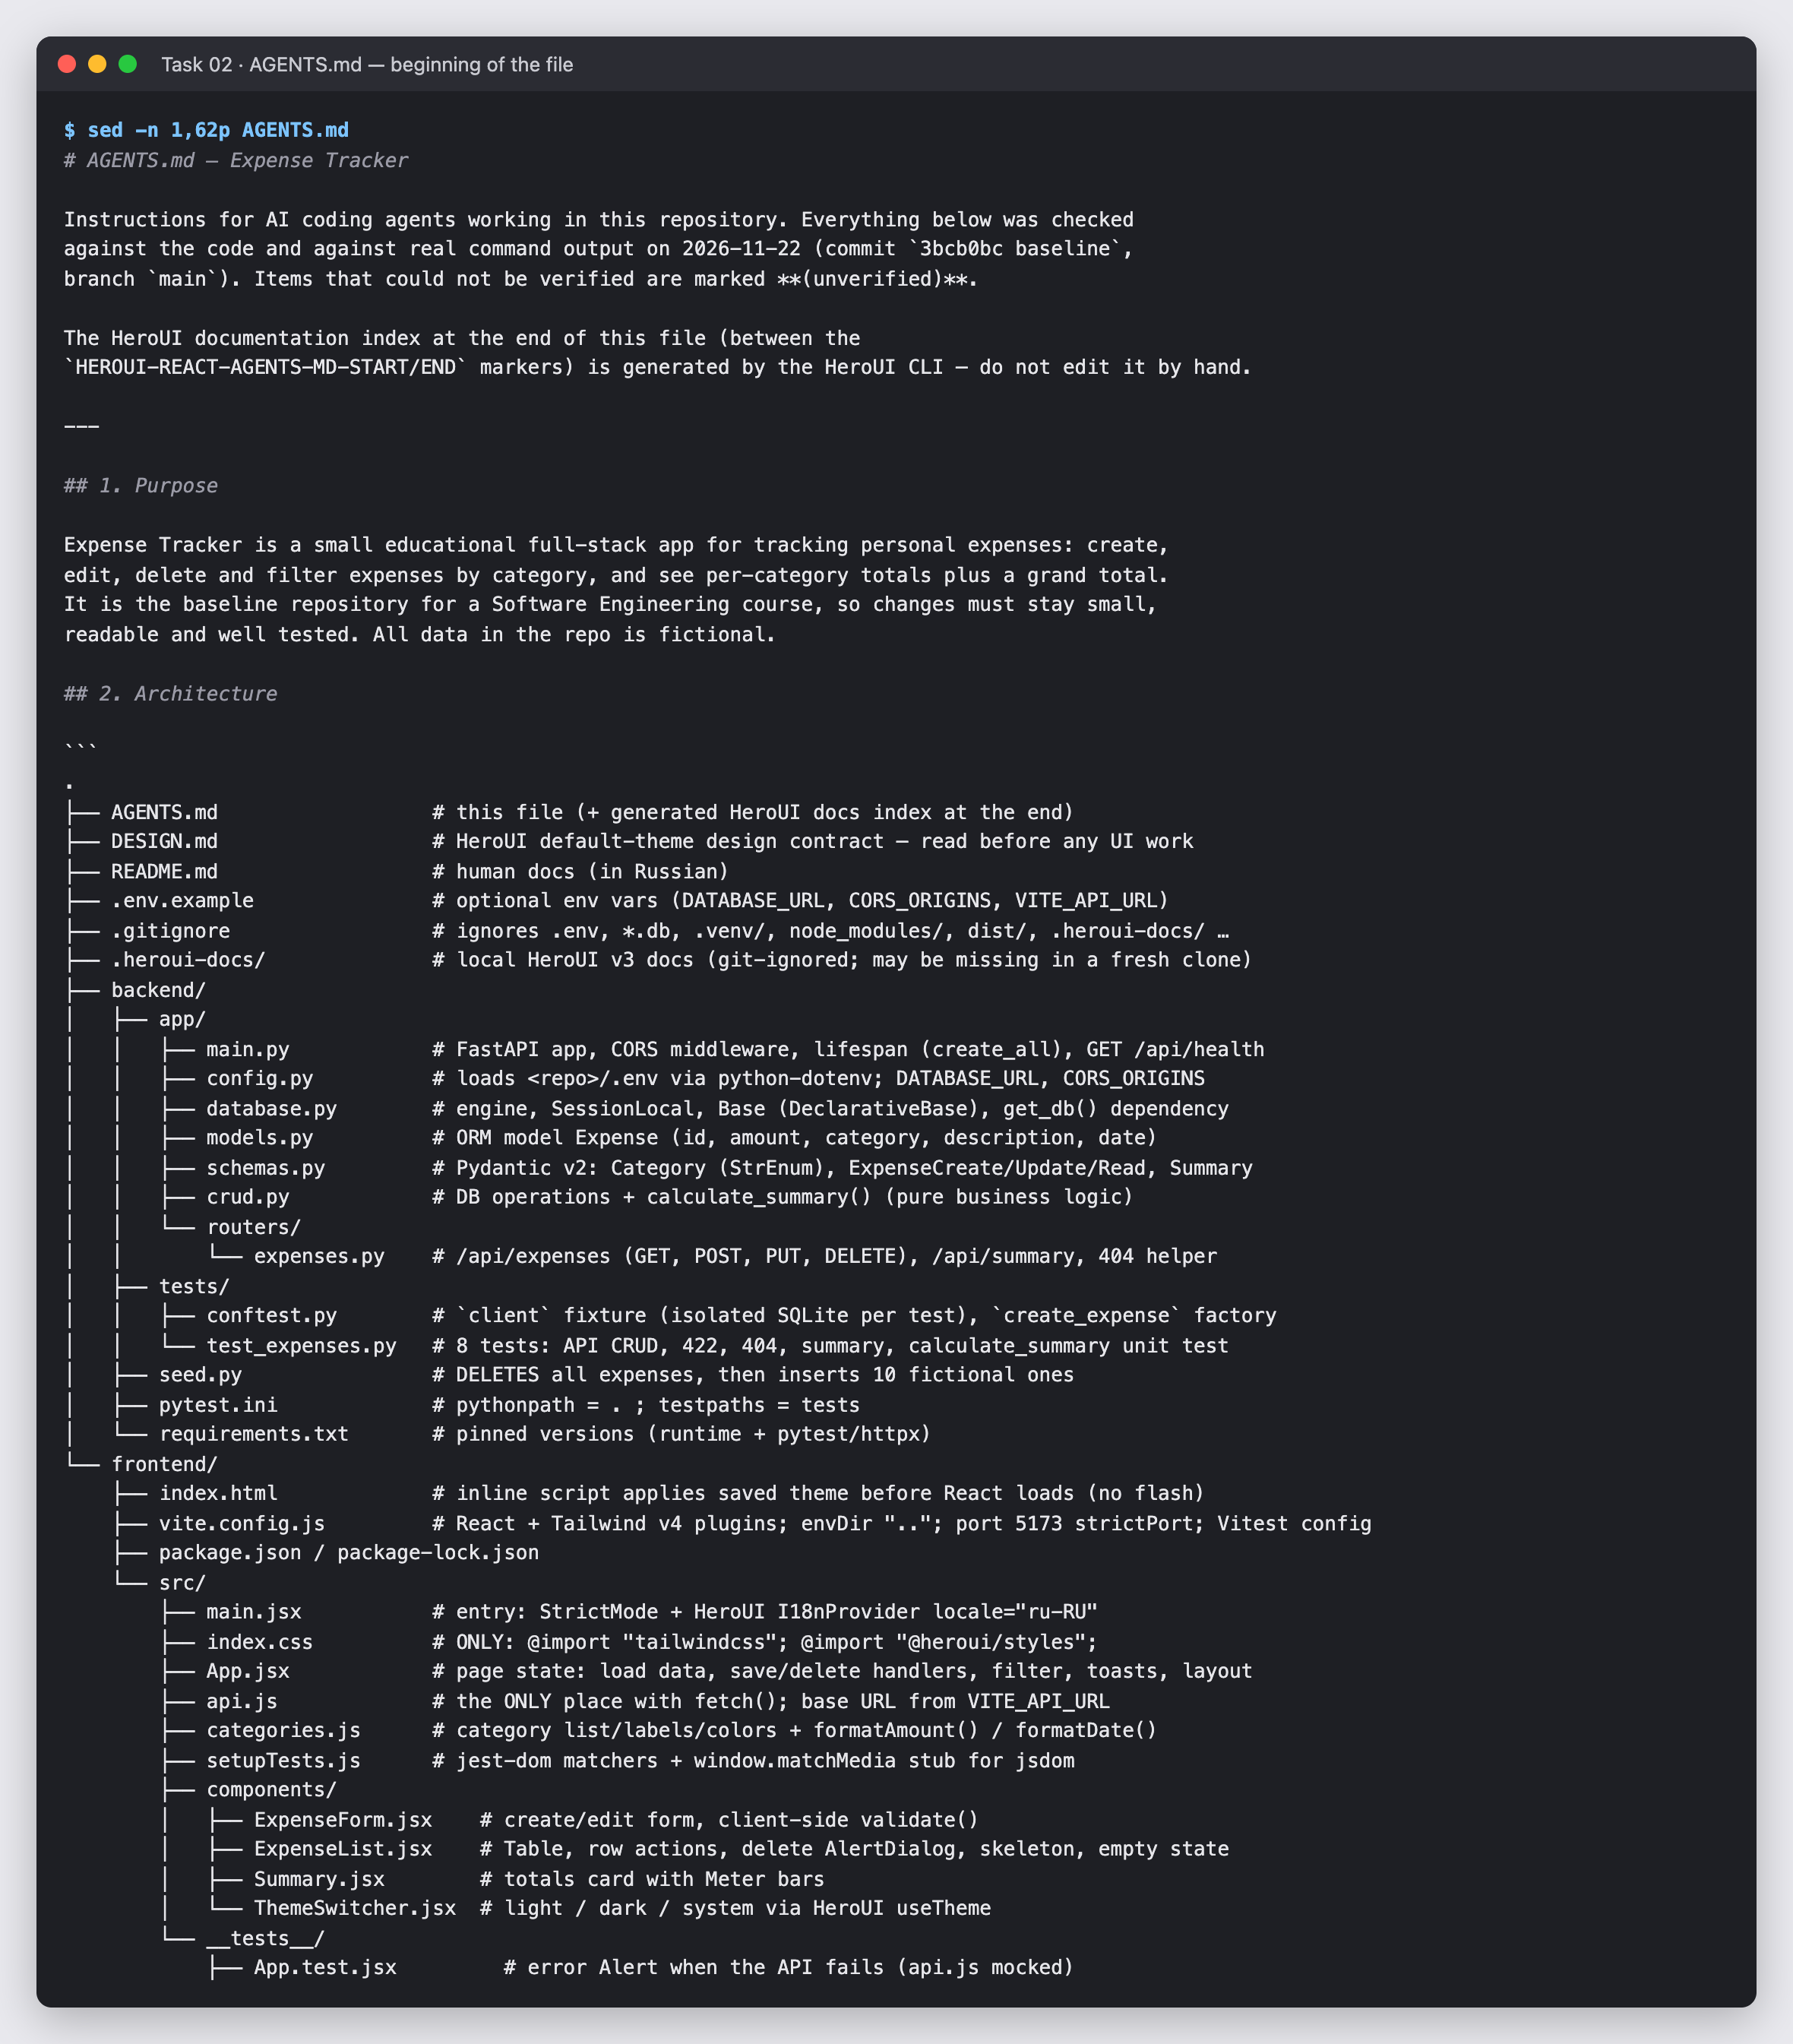 Task 02 · AGENTS.md — beginning of the file
$ sed -n 1,62p AGENTS.md
# AGENTS.md — Expense Tracker

Instructions for AI coding agents working in this repository. Everything below was checked
against the code and against real command output on 2026-11-22 (commit `3bcb0bc baseline`,
branch `main`). Items that could not be verified are marked **(unverified)**.

The HeroUI documentation index at the end of this file (between the
`HEROUI-REACT-AGENTS-MD-START/END` markers) is generated by the HeroUI CLI — do not edit it by hand.

---

## 1. Purpose

Expense Tracker is a small educational full-stack app for tracking personal expenses: create,
edit, delete and filter expenses by category, and see per-category totals plus a grand total.
It is the baseline repository for a Software Engineering course, so changes must stay small,
readable and well tested. All data in the repo is fictional.

## 2. Architecture

```
.
├── AGENTS.md                  # this file (+ generated HeroUI docs index at the end)
├── DESIGN.md                  # HeroUI default-theme design contract — read before any UI work
├── README.md                  # human docs (in Russian)
├── .env.example               # optional env vars (DATABASE_URL, CORS_ORIGINS, VITE_API_URL)
├── .gitignore                 # ignores .env, *.db, .venv/, node_modules/, dist/, .heroui-docs/ …
├── .heroui-docs/              # local HeroUI v3 docs (git-ignored; may be missing in a fresh clone)
├── backend/
│   ├── app/
│   │   ├── main.py            # FastAPI app, CORS middleware, lifespan (create_all), GET /api/health
│   │   ├── config.py          # loads <repo>/.env via python-dotenv; DATABASE_URL, CORS_ORIGINS
│   │   ├── database.py        # engine, SessionLocal, Base (DeclarativeBase), get_db() dependency
│   │   ├── models.py          # ORM model Expense (id, amount, category, description, date)
│   │   ├── schemas.py         # Pydantic v2: Category (StrEnum), ExpenseCreate/Update/Read, Summary
│   │   ├── crud.py            # DB operations + calculate_summary() (pure business logic)
│   │   └── routers/
│   │       └── expenses.py    # /api/expenses (GET, POST, PUT, DELETE), /api/summary, 404 helper
│   ├── tests/
│   │   ├── conftest.py        # `client` fixture (isolated SQLite per test), `create_expense` factory
│   │   └── test_expenses.py   # 8 tests: API CRUD, 422, 404, summary, calculate_summary unit test
│   ├── seed.py                # DELETES all expenses, then inserts 10 fictional ones
│   ├── pytest.ini             # pythonpath = . ; testpaths = tests
│   └── requirements.txt       # pinned versions (runtime + pytest/httpx)
└── frontend/
    ├── index.html             # inline script applies saved theme before React loads (no flash)
    ├── vite.config.js         # React + Tailwind v4 plugins; envDir ".."; port 5173 strictPort; Vitest config
    ├── package.json / package-lock.json
    └── src/
        ├── main.jsx           # entry: StrictMode + HeroUI I18nProvider locale="ru-RU"
        ├── index.css          # ONLY: @import "tailwindcss"; @import "@heroui/styles";
        ├── App.jsx            # page state: load data, save/delete handlers, filter, toasts, layout
        ├── api.js             # the ONLY place with fetch(); base URL from VITE_API_URL
        ├── categories.js      # category list/labels/colors + formatAmount() / formatDate()
        ├── setupTests.js      # jest-dom matchers + window.matchMedia stub for jsdom
        ├── components/
        │   ├── ExpenseForm.jsx    # create/edit form, client-side validate()
        │   ├── ExpenseList.jsx    # Table, row actions, delete AlertDialog, skeleton, empty state
        │   ├── Summary.jsx        # totals card with Meter bars
        │   └── ThemeSwitcher.jsx  # light / dark / system via HeroUI useTheme
        └── __tests__/
            ├── App.test.jsx         # error Alert when the API fails (api.js mocked)